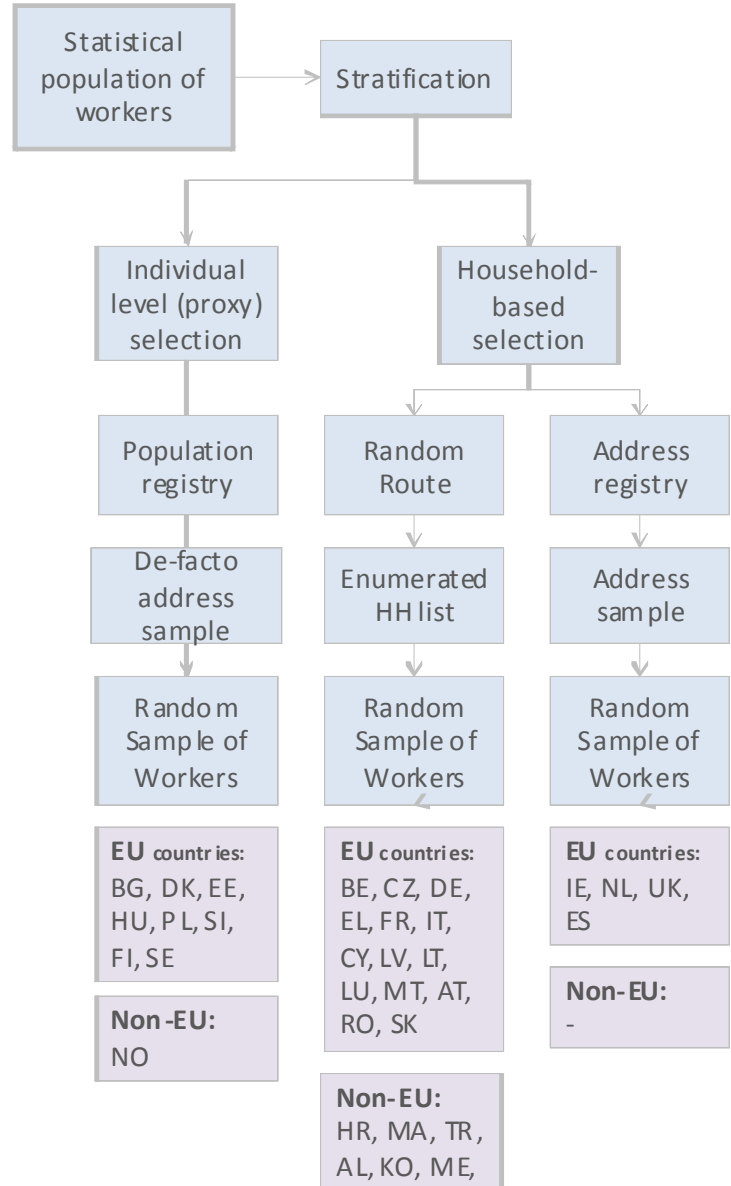 Statistical
population of
workers
Stratification
Individual
level (proxy)
selection
Household-
based
selection
Population
registry
Random
Route
Address
registry
De-facto
address
sample
Enumerated
HH list
Address
sample
Random
Sample of
Workers
Random
Sample of
Workers
Random
Sample of
Workers
EU countries:
BG, DK, EE,
HU, PL, SI,
FI, SE
Non-EU:
NO
EU countries:
BE, CZ, DE,
EL, FR, IT,
CY, LV, LT,
LU, MT, AT,
RO, SK
Non-EU:
HR, MA, TR,
AL, KO, ME,
EU countries:
IE, NL, UK,
ES
Non-EU:
-